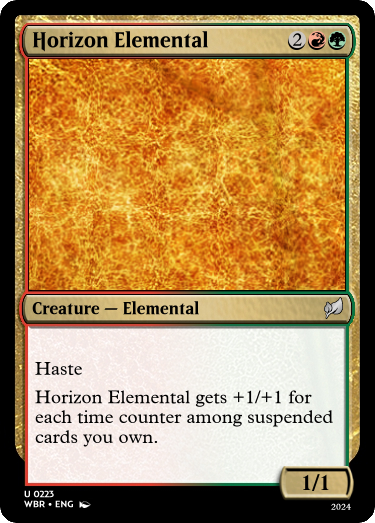 Horizon Elemental 2
Creature — Elemental
Haste
Horizon Elemental gets +1/+1 for
each time counter among suspended
cards you own.
1/1
U 0223
WBR • ENG
2024